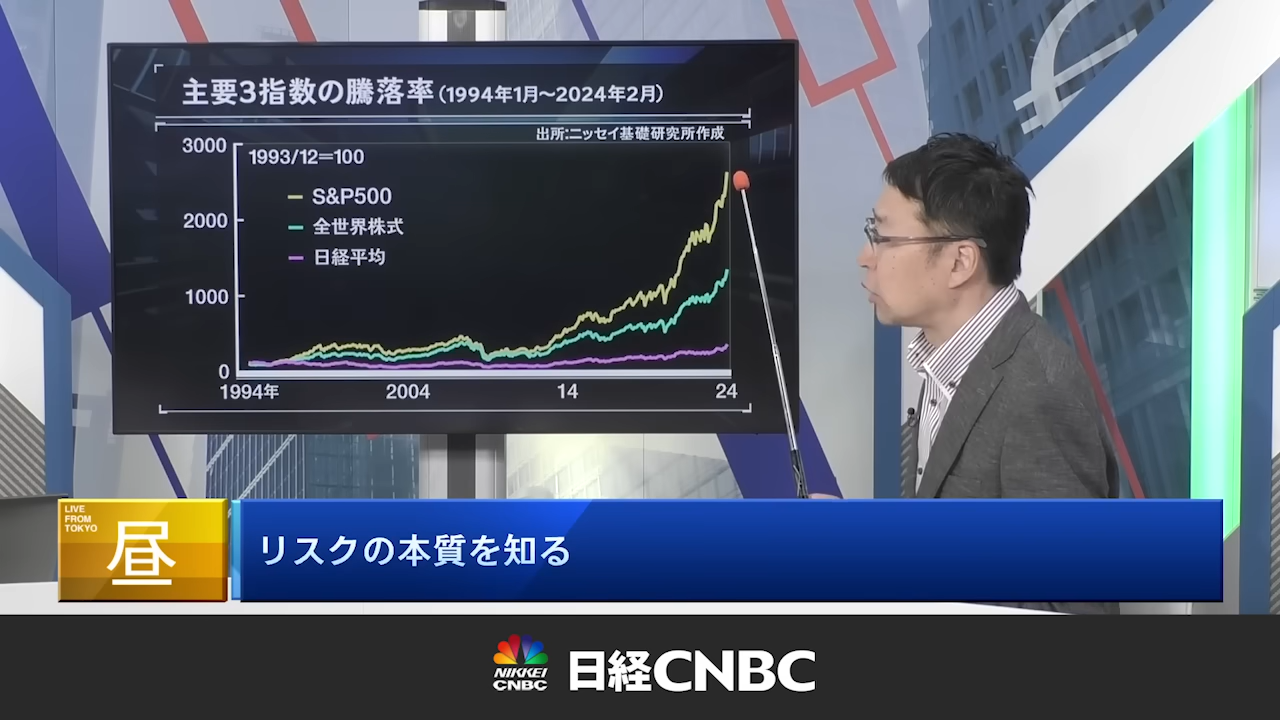 主要3指数の騰落率(1994年1月〜2024年2月)
出所:ニッセイ基礎研究所作成
3000
1993/12=100
S&P500
2000
全世界株式
日経平均
1000
0
1994年 2004 14 24
LIVE
FROM
TOKYO
昼
リスクの本質を知る
NIKKEI
CNBC
日経CNBC